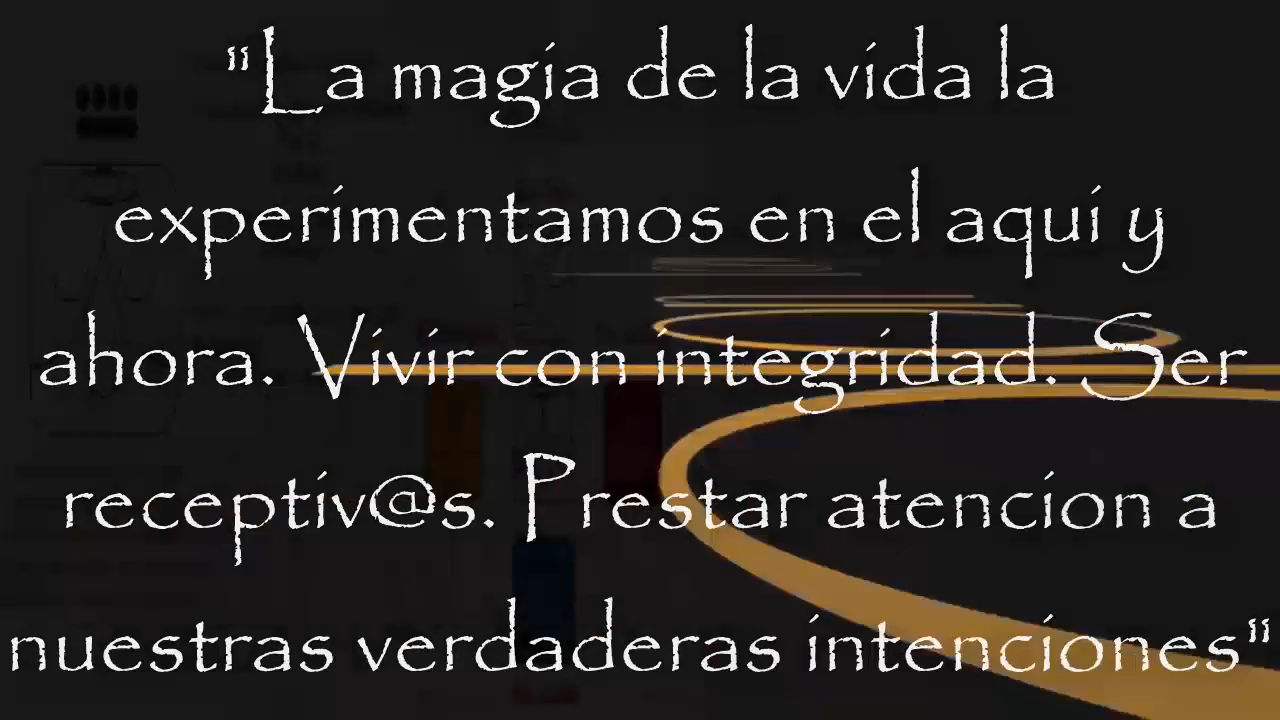 "La magia de la vida la
experimentamos en el aqui y
ahora. Vivir con integridad. Ser
receptiv@s. Prestar atencion a
nuestras verdaderas intenciones"